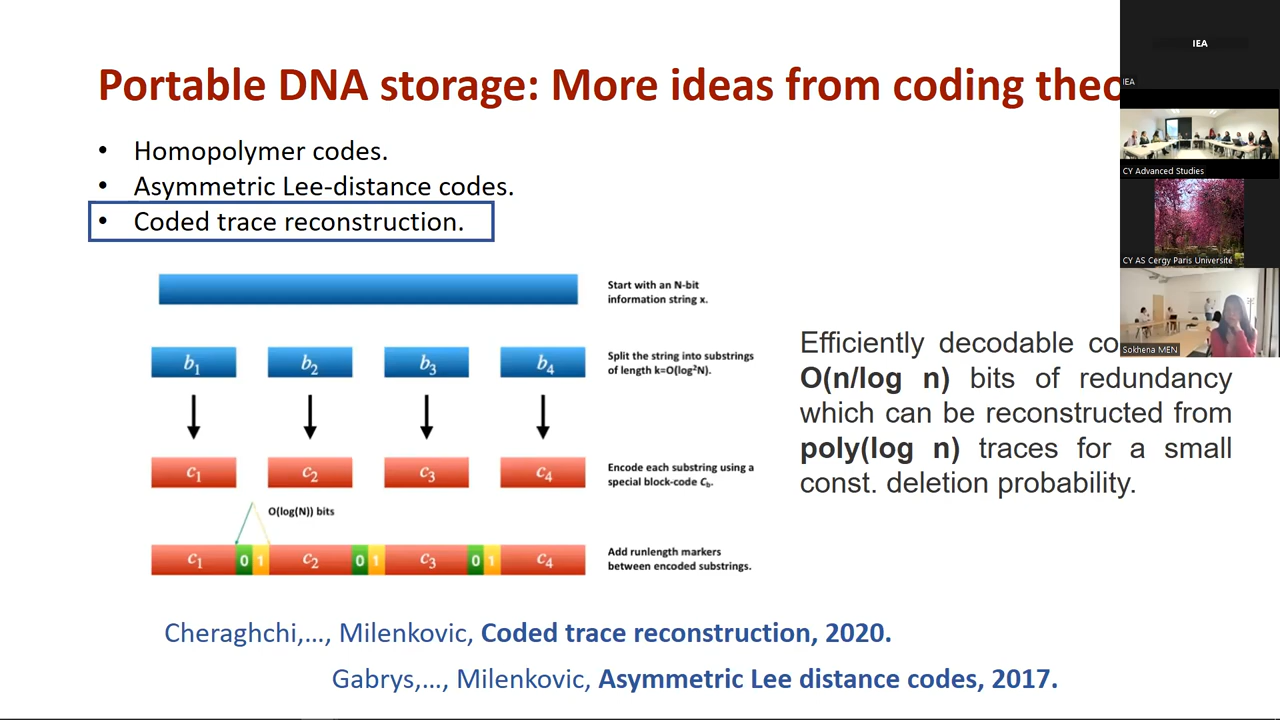 Portable DNA storage: More ideas from coding theo
• Homopolymer codes.
• Asymmetric Lee-distance codes.
• Coded trace reconstruction.
Start with an N-bit
information string x.
b₁ b₂ b₃ b₄
Split the string into substrings
of length k=O(log²N).
c₁ c₂ c₃ c₄
Encode each substring using a
special block-code C_b.
O(log(N)) bits
c₁ 0 1 c₂ 0 1 c₃ 0 1 c₄
Add runlength markers
between encoded substrings.
Efficiently decodable co
O(n/log n) bits of redundancy
which can be reconstructed from
poly(log n) traces for a small
const. deletion probability.
Cheraghchi,…, Milenkovic, Coded trace reconstruction, 2020.
Gabrys,…, Milenkovic, Asymmetric Lee distance codes, 2017.
IEA
IEA
CY Advanced Studies
CY AS Cergy Paris Université
Sokhena MEN